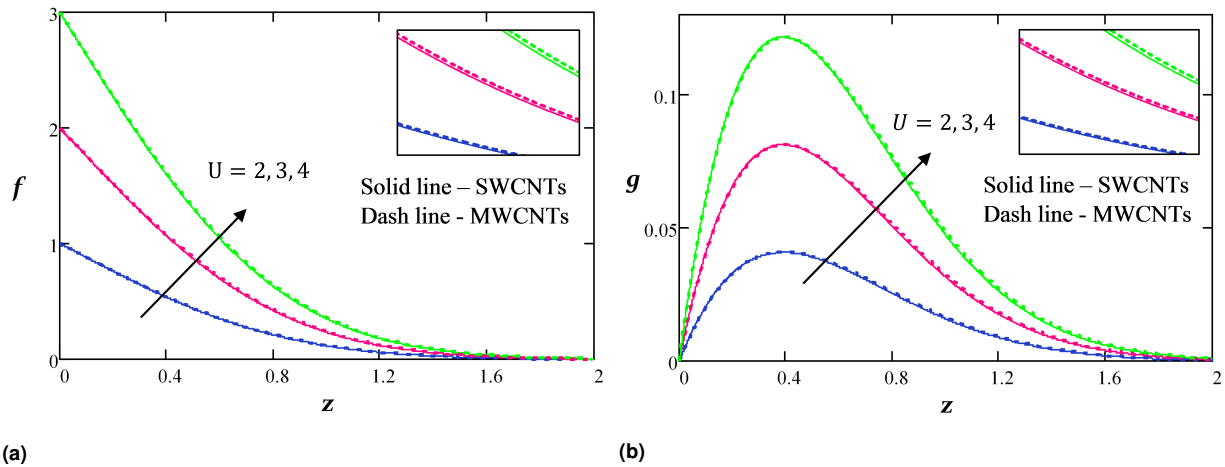 3
2
1
0
f
U = 2, 3, 4
Solid line – SWCNTs
Dash line - MWCNTs
0
0.4
0.8
1.2
1.6
2
z
(a)
0.1
0.05
0
g
U = 2, 3, 4
Solid line – SWCNTs
Dash line - MWCNTs
0
0.4
0.8
1.2
1.6
2
z
(b)